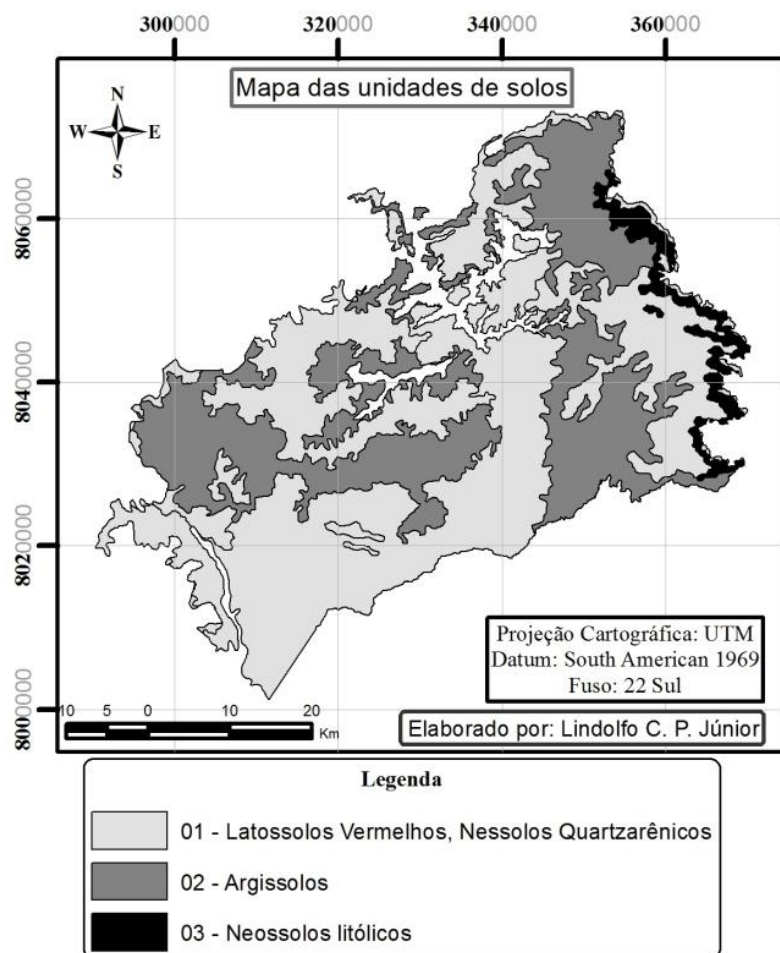 300000 320000 340000 360000
Mapa das unidades de solos
N
W E
S
8060000
8040000
8020000
8000000
Projeção Cartográfica: UTM
Datum: South American 1969
Fuso: 22 Sul
10 5 0 10 20
Km
Elaborado por: Lindolfo C. P. Júnior
Legenda
01 - Latossolos Vermelhos, Nessolos Quartzarênicos
02 - Argissolos
03 - Neossolos litólicos